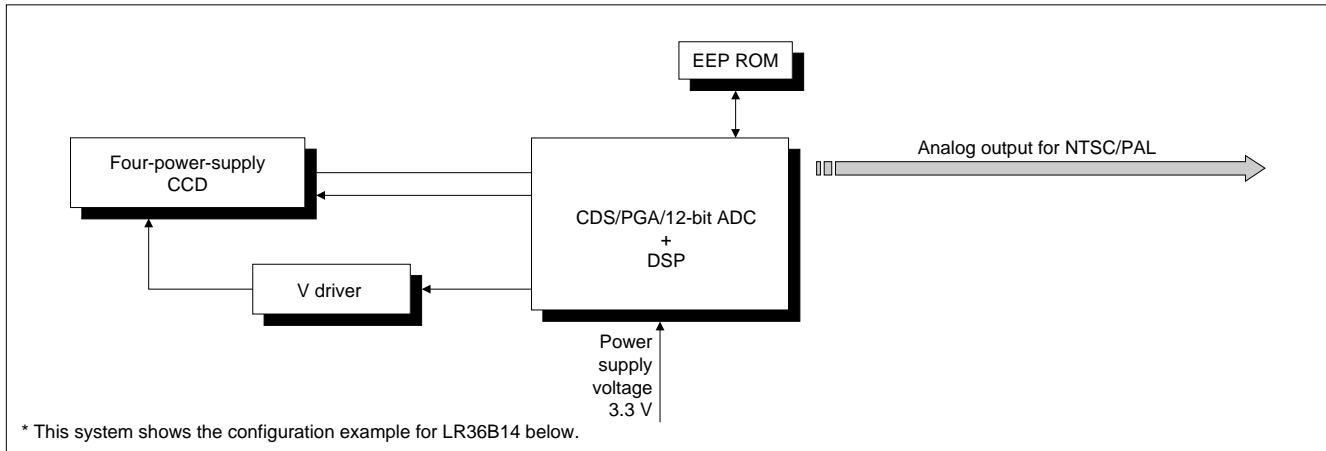 EEP ROM
Four-power-supply
CCD
Analog output for NTSC/PAL
CDS/PGA/12-bit ADC
+
DSP
V driver
Power
supply
voltage
3.3 V
* This system shows the configuration example for LR36B14 below.